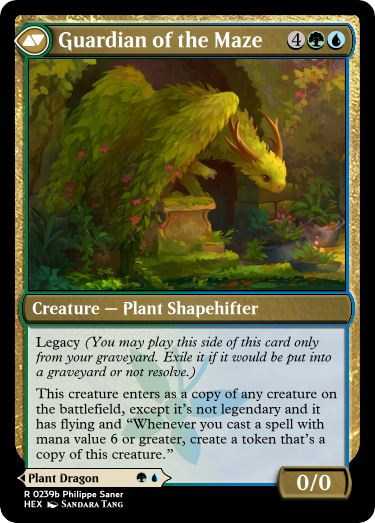 Guardian of the Maze 4
Creature — Plant Shapehifter
Legacy (You may play this side of this card only
from your graveyard. Exile it if it would be put into
a graveyard or not resolve.)
This creature enters as a copy of any creature on
the battlefield, except it's not legendary and it
has flying and “Whenever you cast a spell with
mana value 6 or greater, create a token that's a
copy of this creature.”
Plant Dragon
0/0
R 0239b Philippe Saner
HEX SANDARA TANG